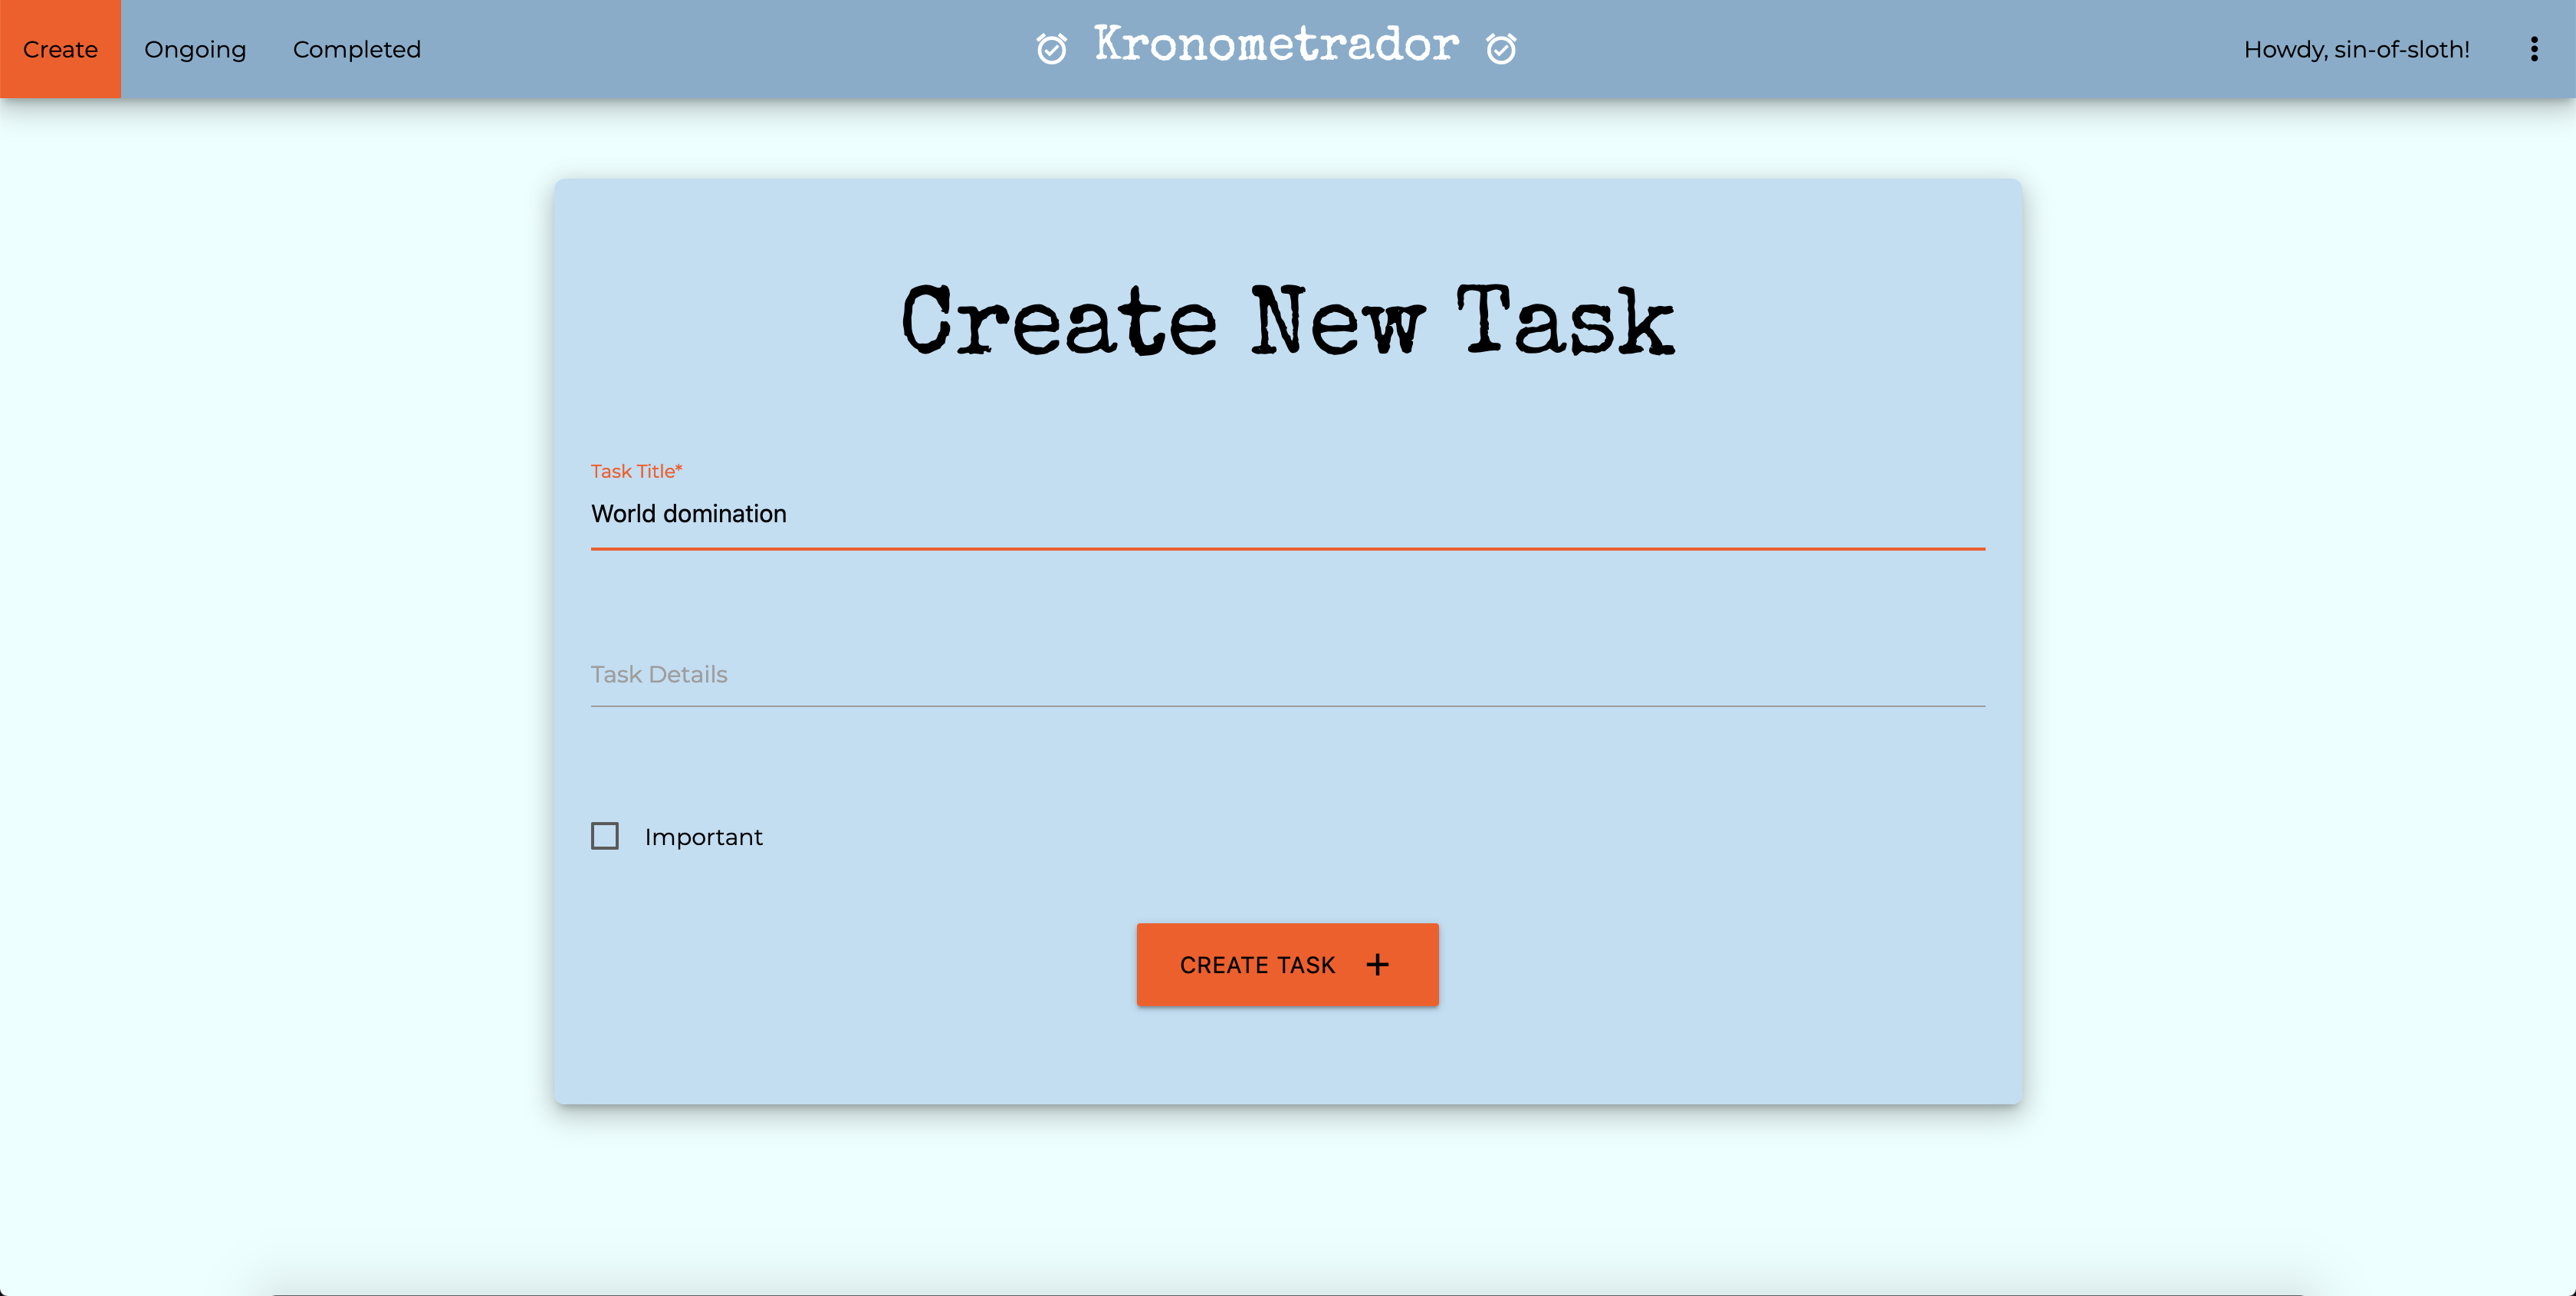 Create Ongoing Completed Kronometrador Howdy, sin-of-sloth!
Create New Task
Task Title*
World domination
Task Details
Important
CREATE TASK +